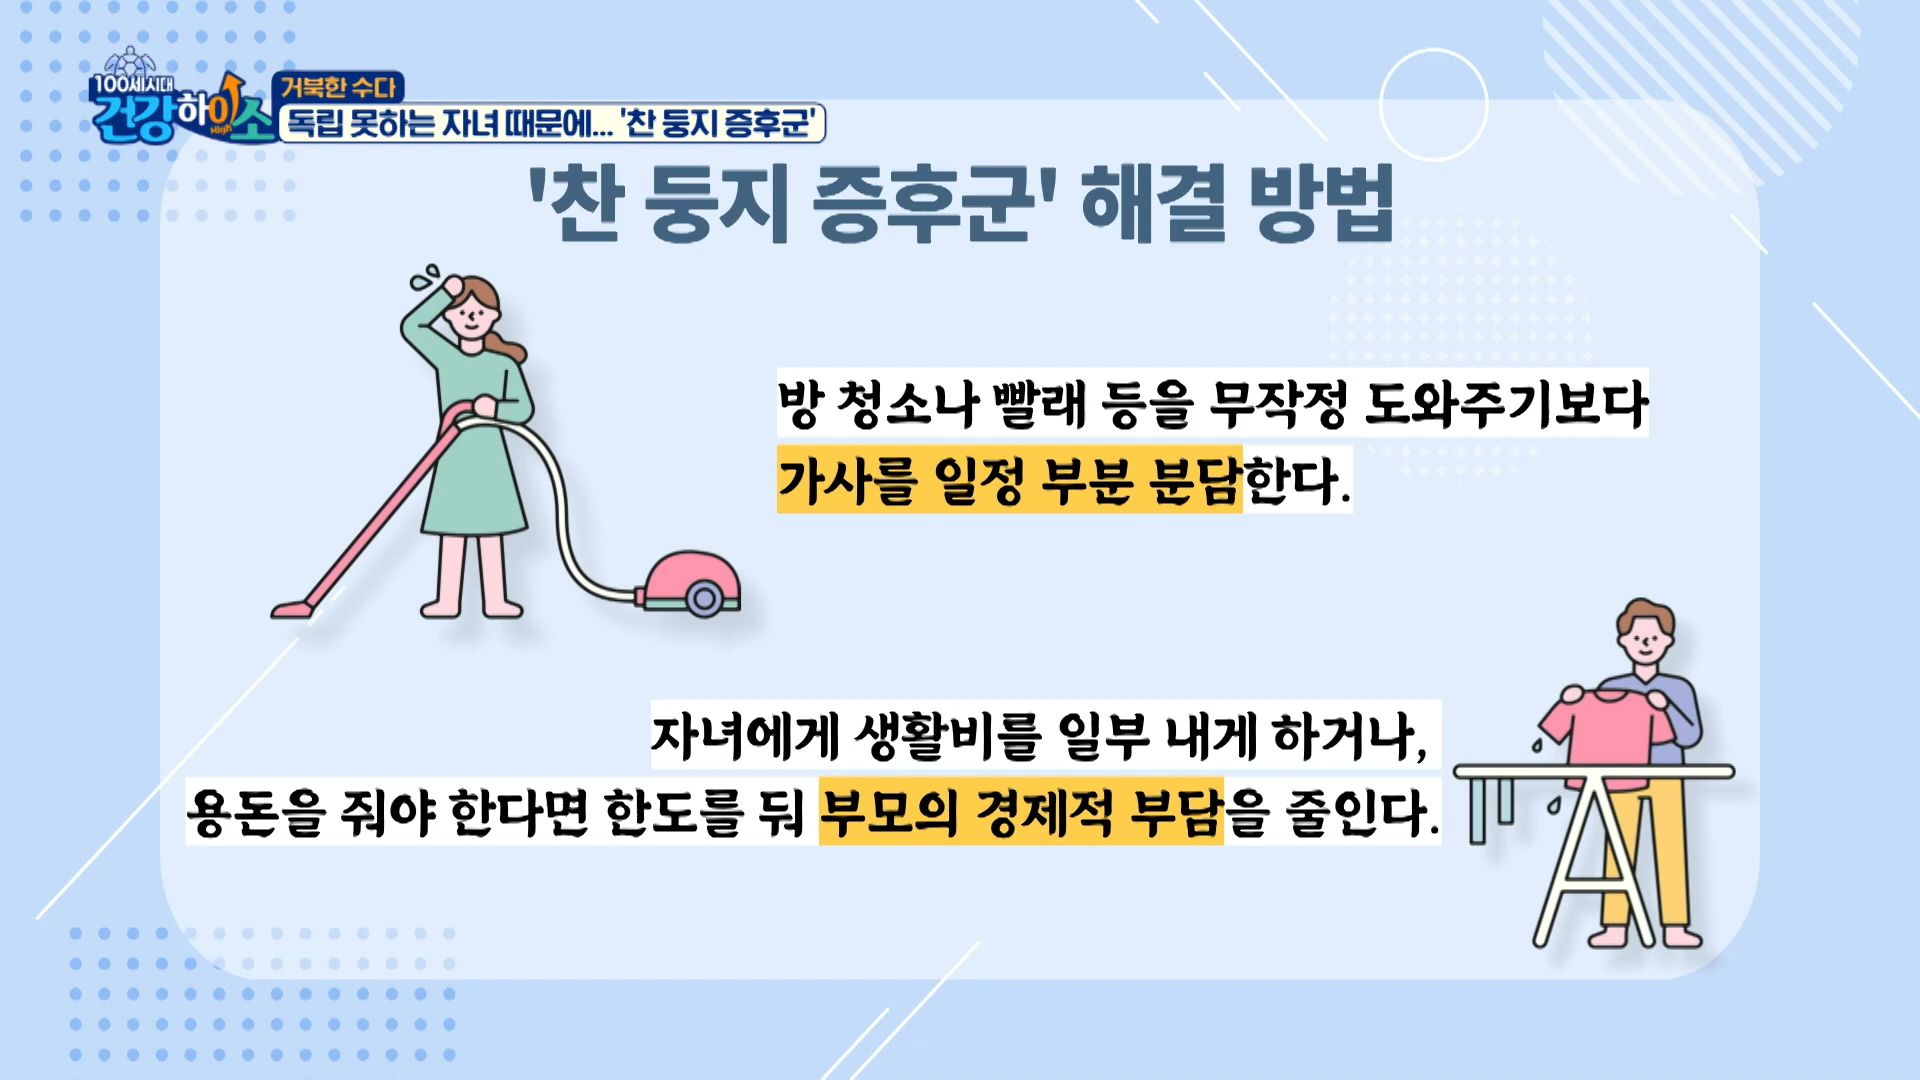 100세시대
건강하이소
High
거북한 수다
독립 못하는 자녀 때문에... '찬 둥지 증후군'
'찬 둥지 증후군' 해결 방법
방 청소나 빨래 등을 무작정 도와주기보다
가사를 일정 부분 분담한다.
자녀에게 생활비를 일부 내게 하거나,
용돈을 줘야 한다면 한도를 둬 부모의 경제적 부담을 줄인다.